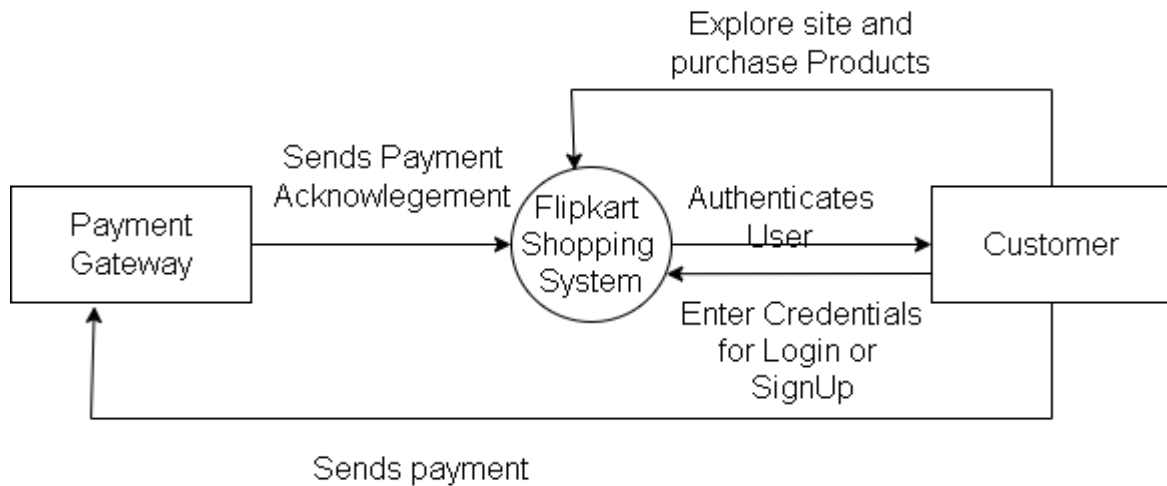 Explore site and
purchase Products
Sends Payment
Acknowlegement
Payment
Gateway
Flipkart
Shopping
System
Authenticates
User
Customer
Enter Credentials
for Login or
SignUp
Sends payment